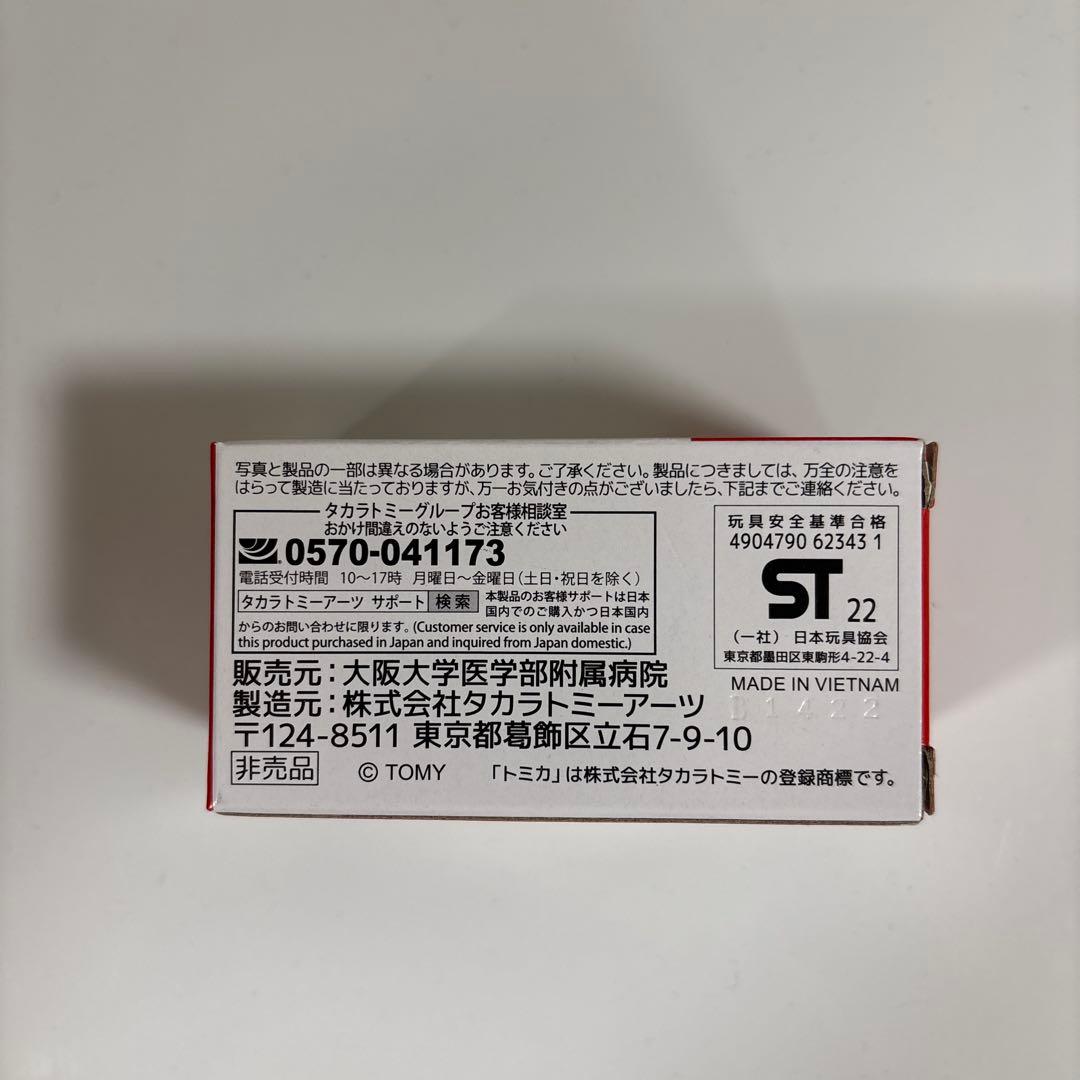 写真と製品の一部は異なる場合があります。ご了承ください。製品につきましては、万全の注意を
はらって製造に当たっておりますが、万一お気付きの点がございましたら、下記までご連絡ください。
タカラトミーグループお客様相談室
おかけ間違えのないようご注意ください
0570-041173
電話受付時間 10〜17時 月曜日〜金曜日(土日・祝日を除く)
タカラトミーアーツ サポート 検索 本製品のお客様サポートは日本
国内でのご購入かつ日本国内
からのお問い合わせに限ります。(Customer service is only available in case
this product purchased in Japan and inquired from Japan domestic.)
玩具安全基準合格
4904790 62343 1
ST 22
(一社) 日本玩具協会
東京都墨田区東駒形4-22-4
MADE IN VIETNAM
B1422
販売元:大阪大学医学部附属病院
製造元:株式会社タカラトミーアーツ
〒124-8511 東京都葛飾区立石7-9-10
非売品 © TOMY 「トミカ」は株式会社タカラトミーの登録商標です。